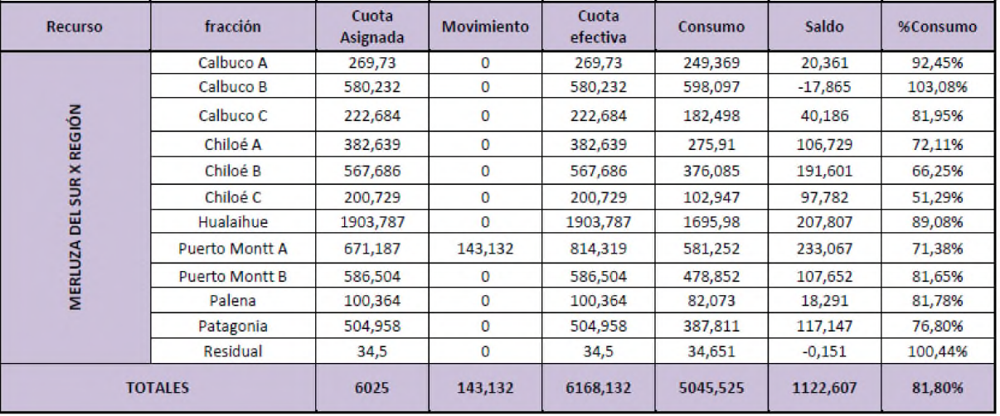 Recurso fracción Cuota Asignada Movimiento Cuota efectiva Consumo Saldo %Consumo
MERLUZA DEL SUR X REGIÓN
Calbuco A 269,73 0 269,73 249,369 20,361 92,45%
Calbuco B 580,232 0 580,232 598,097 -17,865 103,08%
Calbuco C 222,684 0 222,684 182,498 40,186 81,95%
Chiloé A 382,639 0 382,639 275,91 106,729 72,11%
Chiloé B 567,686 0 567,686 376,085 191,601 66,25%
Chiloé C 200,729 0 200,729 102,947 97,782 51,29%
Hualaihue 1903,787 0 1903,787 1695,98 207,807 89,08%
Puerto Montt A 671,187 143,132 814,319 581,252 233,067 71,38%
Puerto Montt B 586,504 0 586,504 478,852 107,652 81,65%
Palena 100,364 0 100,364 82,073 18,291 81,78%
Patagonia 504,958 0 504,958 387,811 117,147 76,80%
Residual 34,5 0 34,5 34,651 -0,151 100,44%
TOTALES 6025 143,132 6168,132 5045,525 1122,607 81,80%